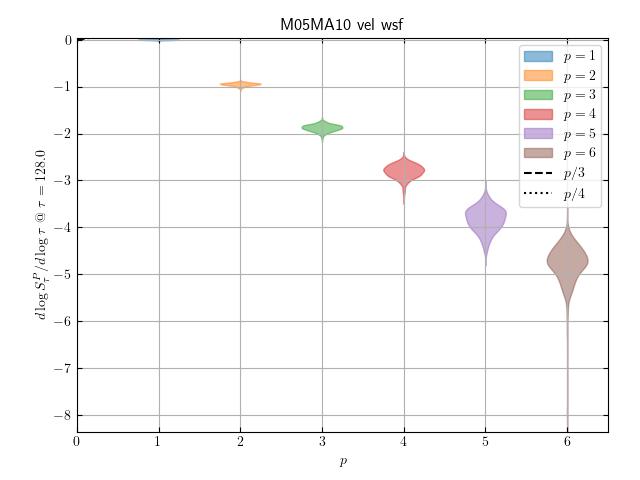 M05MA10 vel wsf
d log S_τ^P / d log τ @ τ = 128.0
0
−1
−2
−3
−4
−5
−6
−7
−8
p = 1
p = 2
p = 3
p = 4
p = 5
p = 6
p/3
p/4
0 1 2 3 4 5 6
p